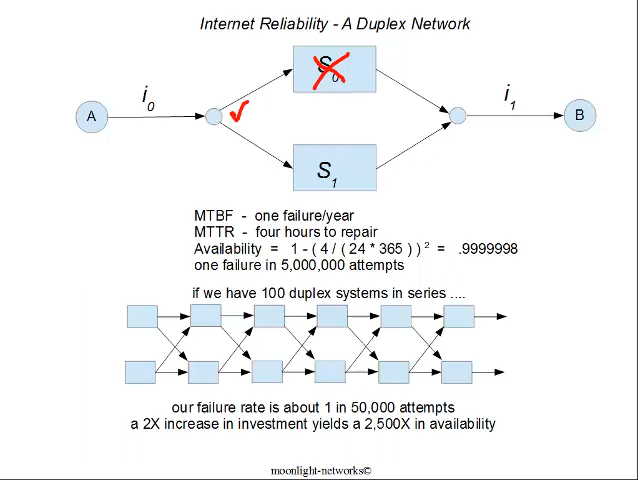 Internet Reliability - A Duplex Network
S0
i0
i1
A
B
S1
MTBF - one failure/year
MTTR - four hours to repair
Availability = 1 - ( 4 / ( 24 * 365 ) ) 2 = .9999998
one failure in 5,000,000 attempts
if we have 100 duplex systems in series ....
our failure rate is about 1 in 50,000 attempts
a 2X increase in investment yields a 2,500X in availability
moonlight-networks©